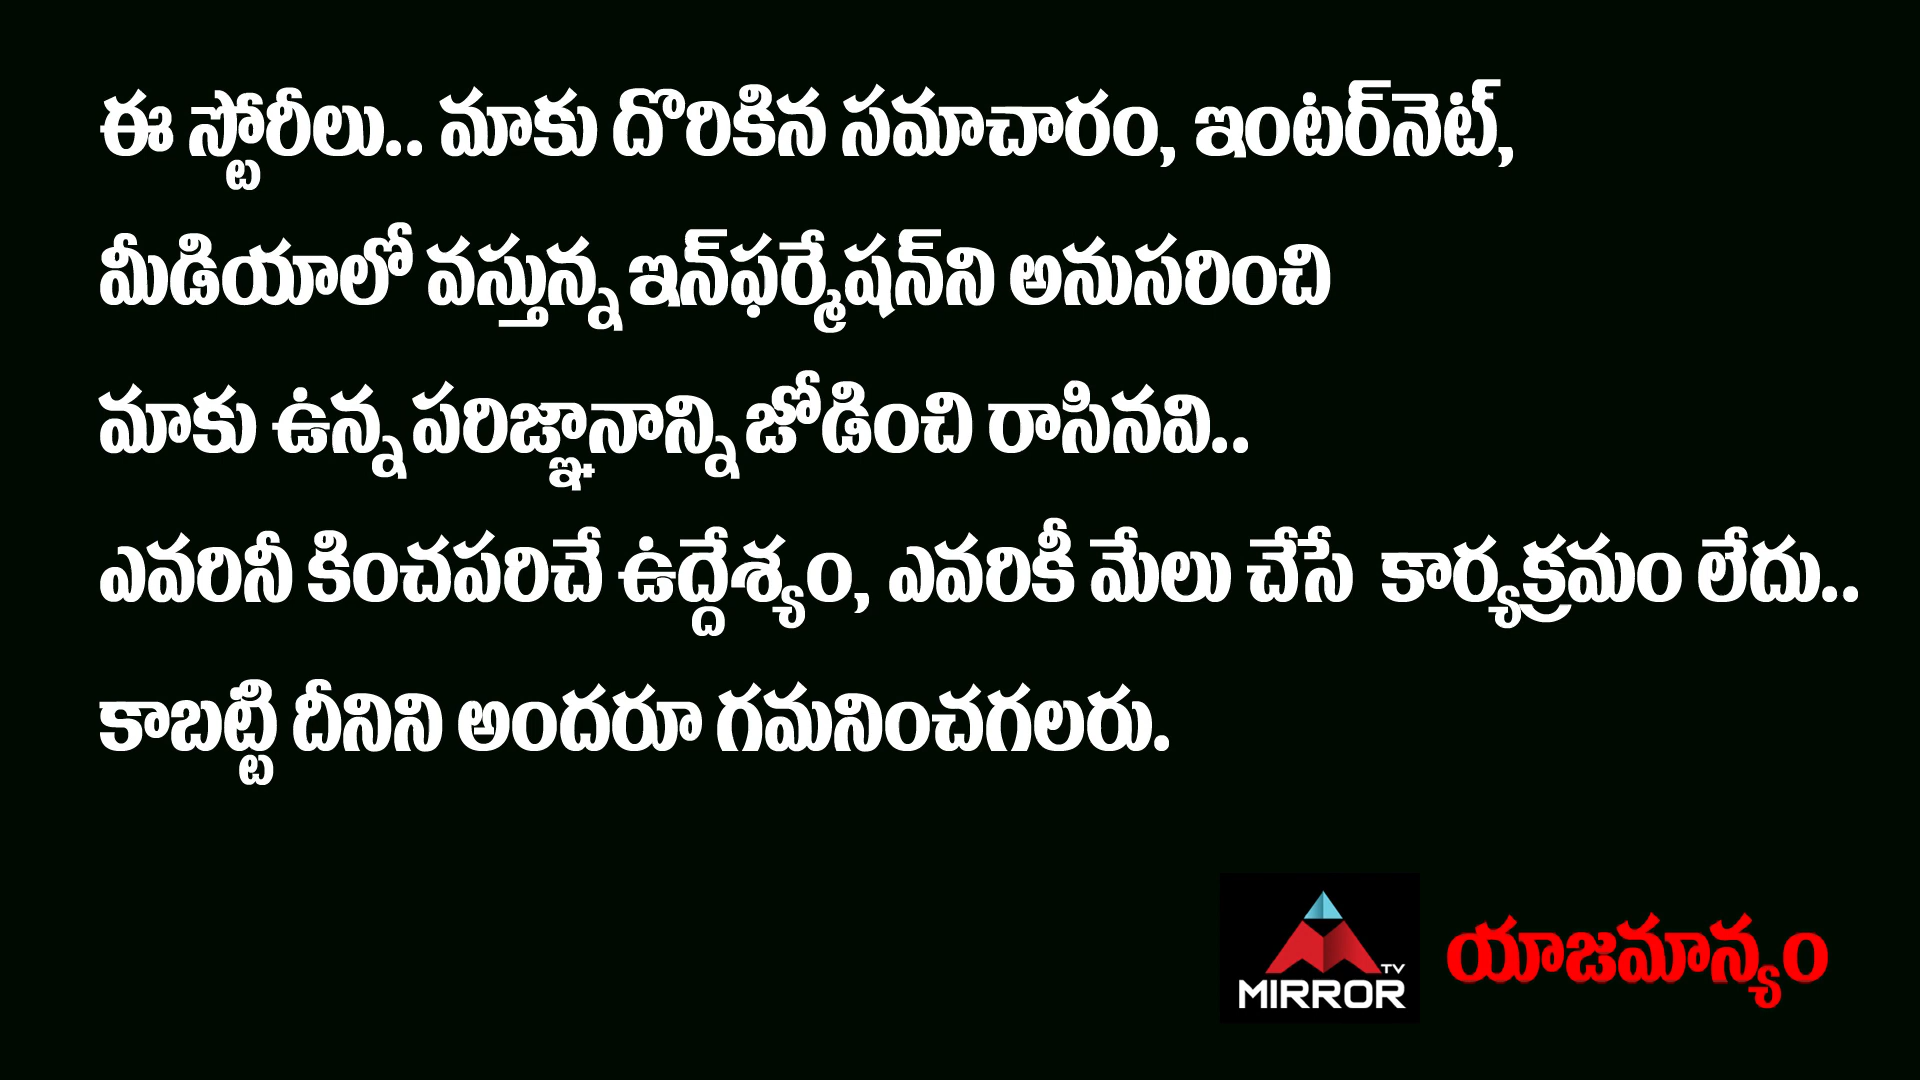 ఈ స్టోరీలు.. మాకు దొరికిన సమాచారం, ఇంటర్‌నెట్,
మీడియాలో వస్తున్న ఇన్‌ఫర్మేషన్‌ని అనుసరించి
మాకు ఉన్న పరిజ్ఞానాన్ని జోడించి రాసినవి..
ఎవరినీ కించపరిచే ఉద్దేశ్యం, ఎవరికీ మేలు చేసే కార్యక్రమం లేదు..
కాబట్టి దీనిని అందరూ గమనించగలరు.
TV
MIRROR
యాజమాన్యం